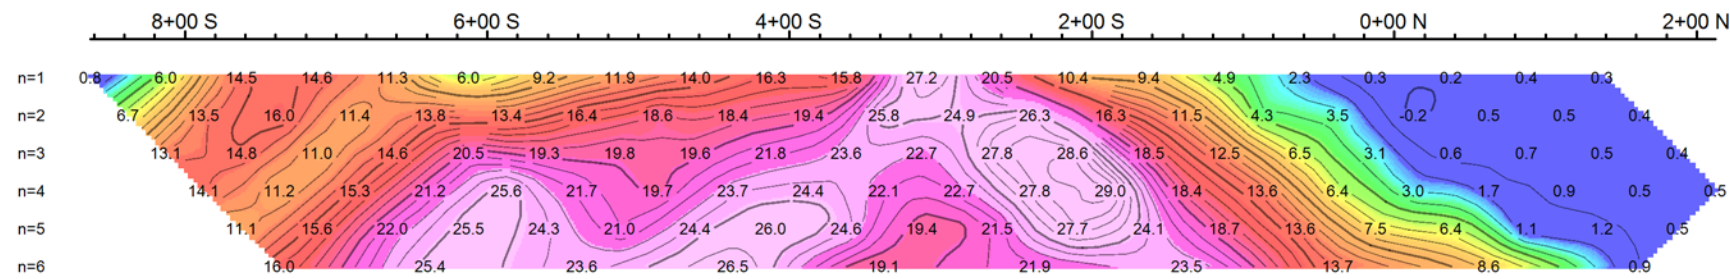 8+00 S 6+00 S 4+00 S 2+00 S 0+00 N 2+00 N
n=1 0.8 6.0 14.5 14.6 11.3 6.0 9.2 11.9 14.0 16.3 15.8 27.2 20.5 10.4 9.4 4.9 2.3 0.3 0.2 0.4 0.3
n=2 6.7 13.5 16.0 11.4 13.8 13.4 16.4 18.6 18.4 19.4 25.8 24.9 26.3 16.3 11.5 4.3 3.5 -0.2 0.5 0.5 0.4
n=3 13.1 14.8 11.0 14.6 20.5 19.3 19.8 19.6 21.8 23.6 22.7 27.8 28.6 18.5 12.5 6.5 3.1 0.6 0.7 0.5 0.4
n=4 14.1 11.2 15.3 21.2 25.6 21.7 19.7 23.7 24.4 22.1 22.7 27.8 29.0 18.4 13.6 6.4 3.0 1.7 0.9 0.5 0.5
n=5 11.1 15.6 22.0 25.5 24.3 21.0 24.4 26.0 24.6 19.4 21.5 27.7 24.1 18.7 13.6 7.5 6.4 1.1 1.2 0.5
n=6 16.0 25.4 23.6 26.5 19.1 21.9 23.5 13.7 8.6 0.9